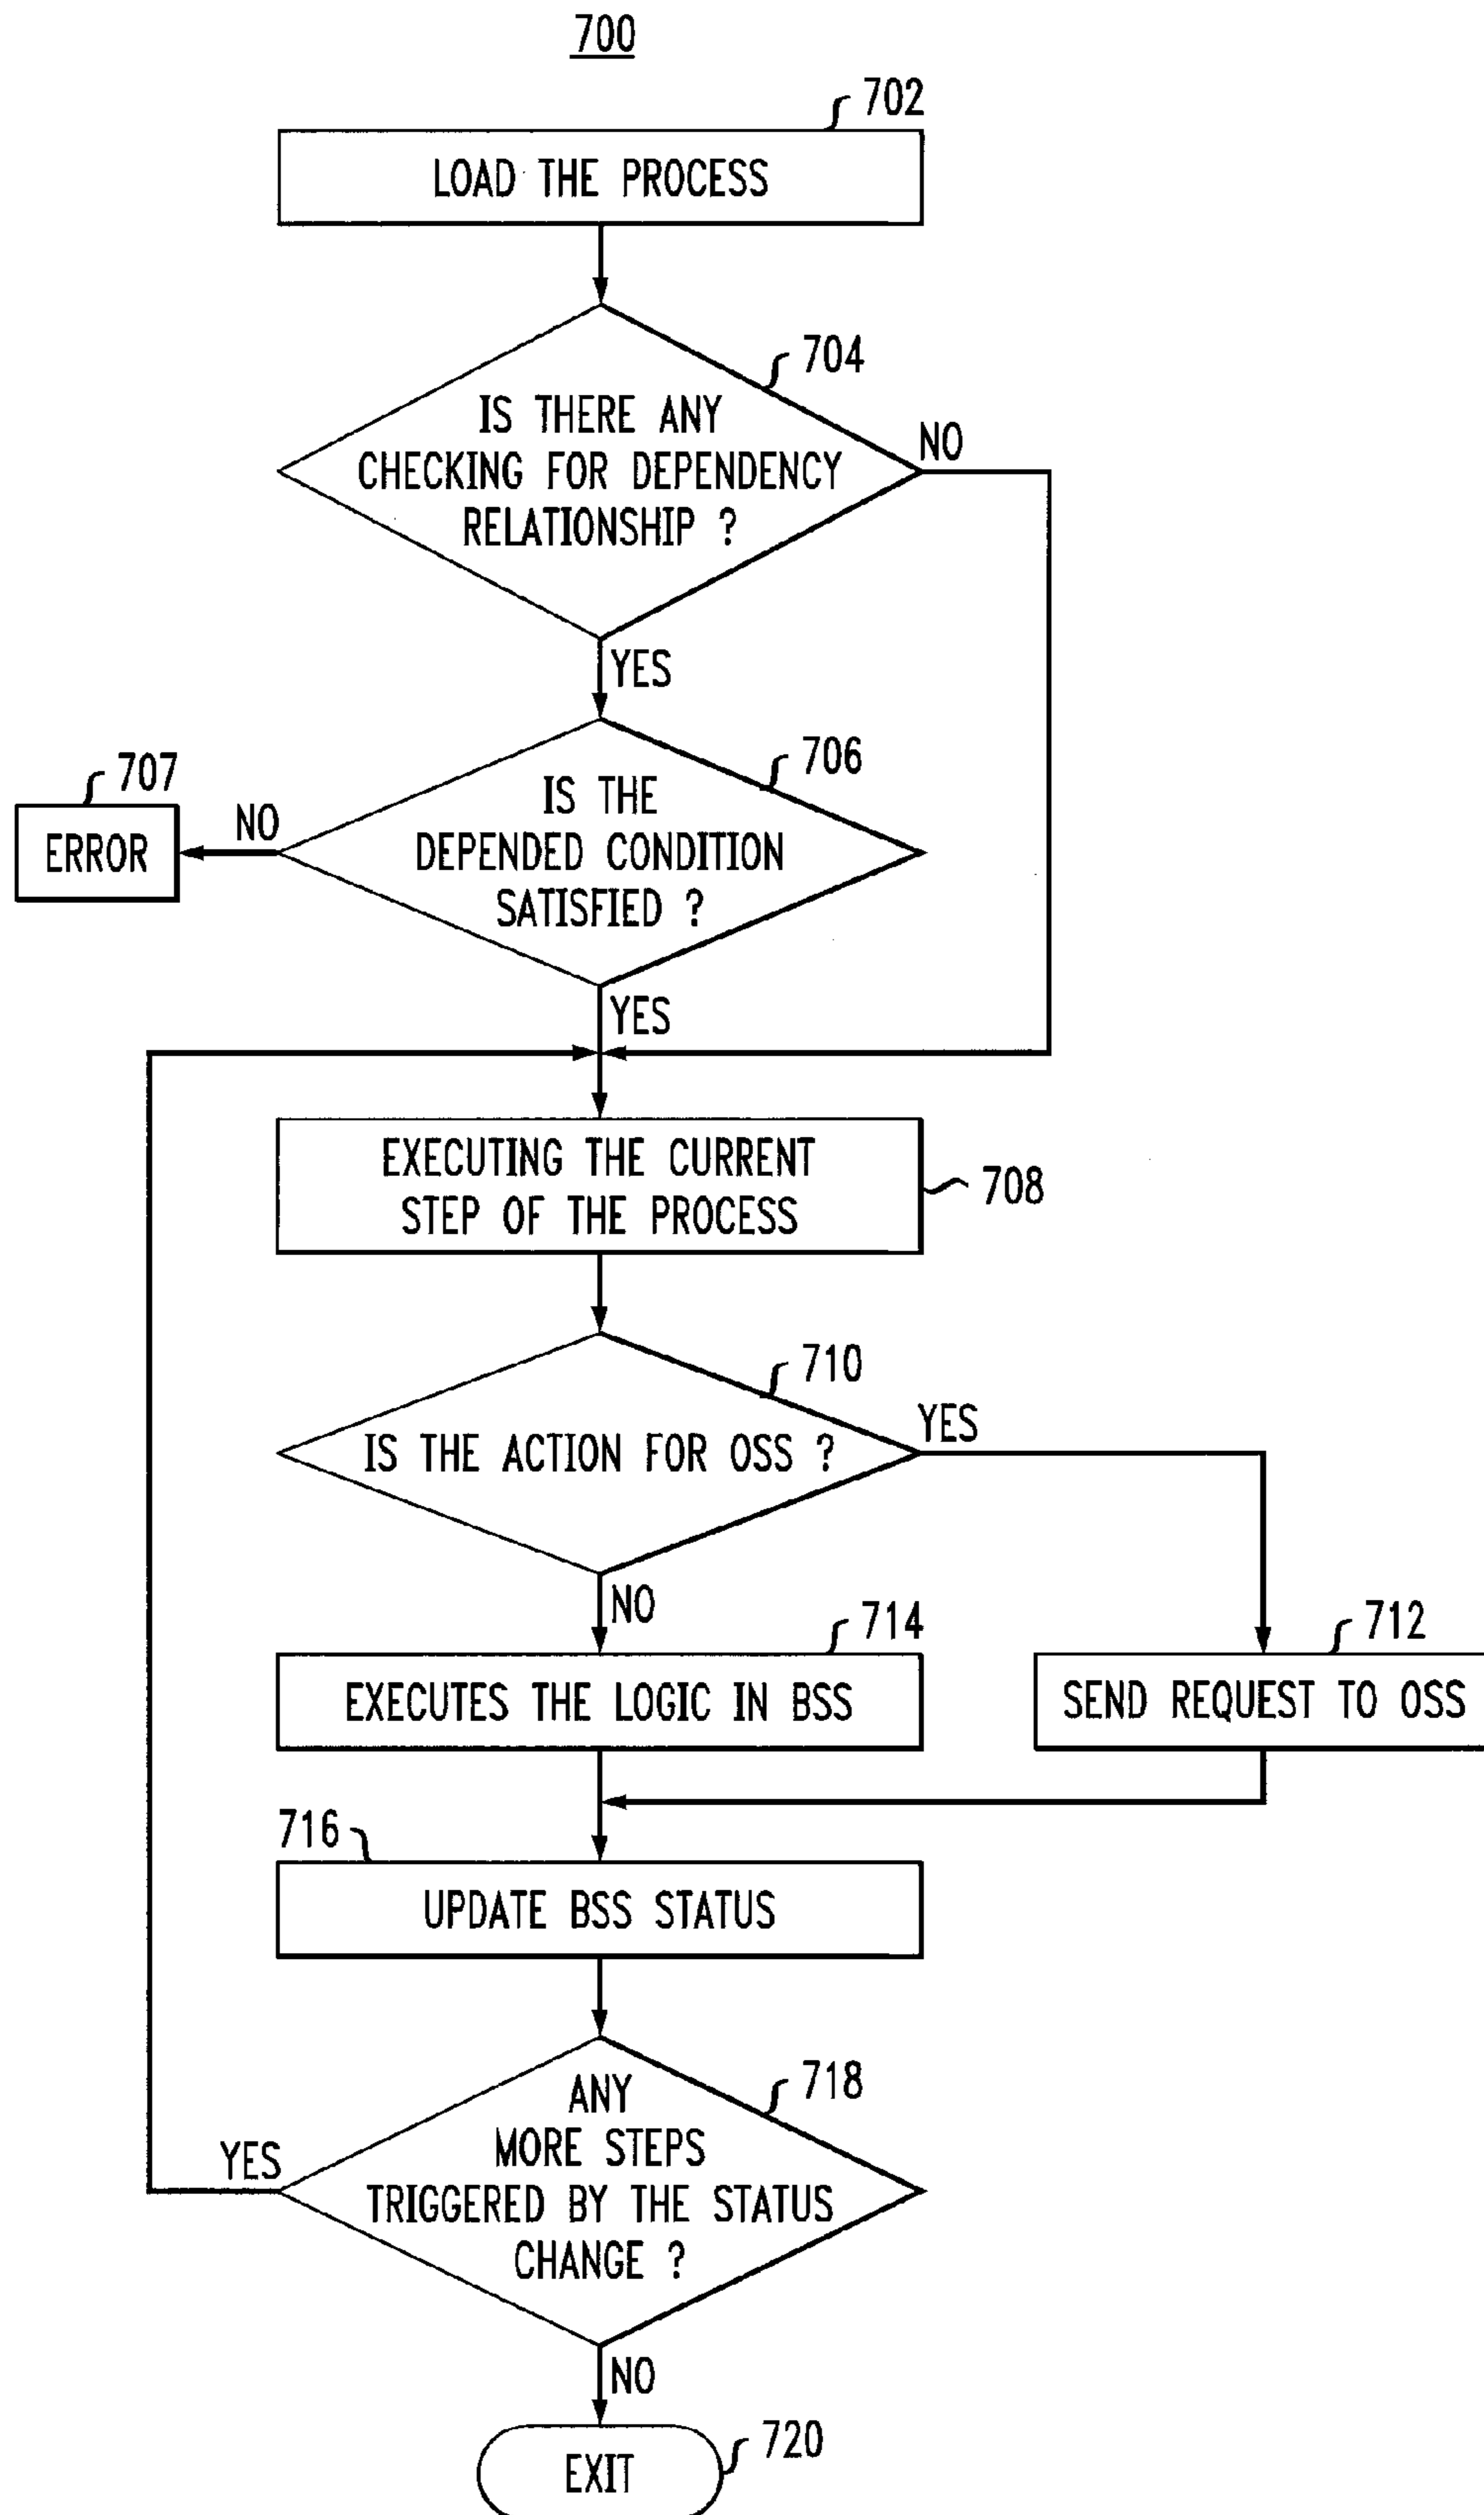 700
702
LOAD THE PROCESS
704
IS THERE ANY
CHECKING FOR DEPENDENCY
RELATIONSHIP ?
NO
YES
706
707
IS THE
DEPENDED CONDITION
SATISFIED ?
NO
ERROR
YES
EXECUTING THE CURRENT
STEP OF THE PROCESS
708
710
IS THE ACTION FOR OSS ?
YES
NO
714
712
EXECUTES THE LOGIC IN BSS
SEND REQUEST TO OSS
716
UPDATE BSS STATUS
718
ANY
MORE STEPS
TRIGGERED BY THE STATUS
CHANGE ?
YES
NO
720
EXIT